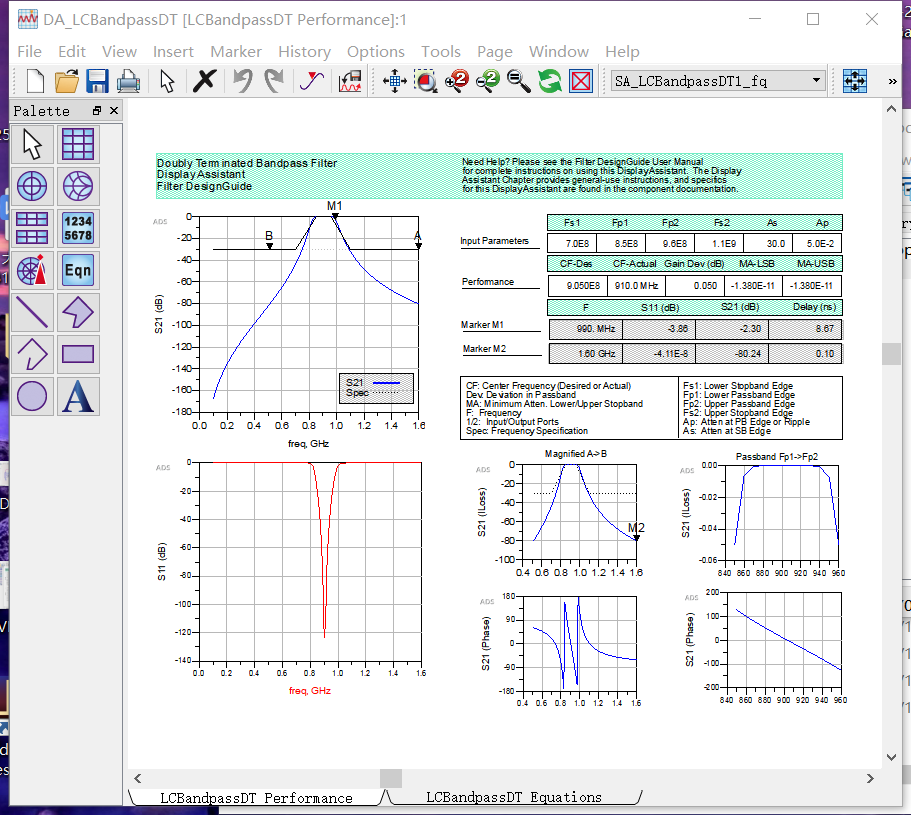 DA_LCBandpassDT [LCBandpassDT Performance]:1
File Edit View Insert Marker History Options Tools Page Window Help
SA_LCBandpassDT1_fq
»
Palette
1234
5678
Eqn
A
Doubly Terminated Bandpass Filter
Display Assistant
Filter DesignGuide
Need Help? Please see the Filter DesignGuide User Manual
for complete instructions on using this DisplayAssistant. The Display
Assistant Chapter provides general-use instructions, and specifics
for this DisplayAssistant are found in the component documentation.
ADS
M1
B
A
0
-20
-40
-60
-80
-100
-120
-140
-160
-180
S21 (dB)
S21
Spec
0.0 0.2 0.4 0.6 0.8 1.0 1.2 1.4 1.6
freq, GHz
Fs1 Fp1 Fp2 Fs2 As Ap
Input Parameters 7.0E8 8.5E8 9.6E8 1.1E9 30.0 5.0E-2
CF-Des CF-Actual Gain Dev (dB) MA-LSB MA-USB
Performance 9.050E8 910.0 MHz 0.050 -1.380E-11 -1.380E-11
F S11 (dB) S21 (dB) Delay (ns)
Marker M1 990. MHz -3.86 -2.30 8.67
Marker M2 1.60 GHz -4.11E-8 -80.24 0.10
CF: Center Frequency (Desired or Actual)
Dev: Deviation in Passband
MA: Minimum Atten. Lower/Upper Stopband
F: Frequency
1/2: Input/Output Ports
Spec: Frequency Specification
Fs1: Lower Stopband Edge
Fp1: Lower Passband Edge
Fp2: Upper Passband Edge
Fs2: Upper Stopband Edge
Ap: Atten at PB Edge or Ripple
As: Atten at SB Edge
ADS
0
-20
-40
-60
-80
-100
-120
-140
S11 (dB)
0.0 0.2 0.4 0.6 0.8 1.0 1.2 1.4 1.6
freq, GHz
Magnified A->B
ADS
0
-20
-40
-60
-80
-100
S21 (ILoss)
M2
0.4 0.6 0.8 1.0 1.2 1.4 1.6
Passband Fp1->Fp2
ADS
0.00
-0.02
-0.04
-0.06
S21 (ILoss)
840 860 880 900 920 940 960
ADS
180
90
0
-90
-180
S21 (Phase)
0.4 0.6 0.8 1.0 1.2 1.4 1.6
ADS
200
100
0
-100
-200
S21 (Phase)
840 860 880 900 920 940 960
LCBandpassDT Performance
LCBandpassDT Equations